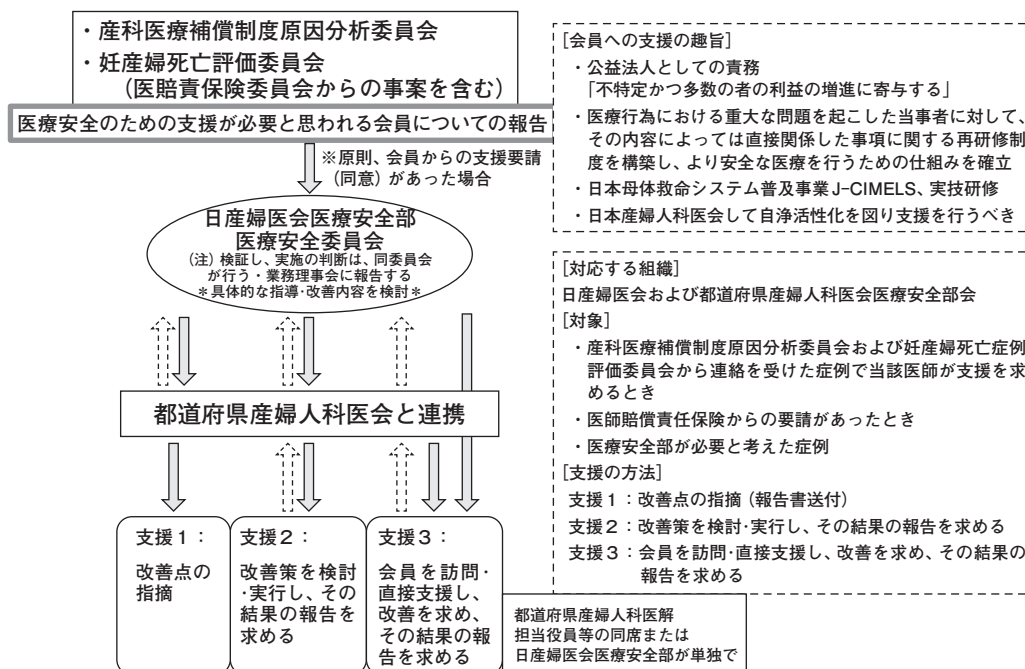 ・産科医療補償制度原因分析委員会
・妊産婦死亡評価委員会
（医賠責保険委員会からの事案を含む）
医療安全のための支援が必要と思われる会員についての報告
※原則、会員からの支援要請
（同意）があった場合
日産婦医会医療安全部
医療安全委員会
（注）検証し、実施の判断は、同委員会
が行う・業務理事会に報告する
＊具体的な指導・改善内容を検討＊
都道府県産婦人科医会と連携
支援1：
改善点の
指摘
支援2：
改善策を検討
・実行し、その
結果の報告を
求める
支援3：
会員を訪問・
直接支援し、
改善を求め、
その結果の報
告を求める
都道府県産婦人科医解
担当役員等の同席または
日産婦医会医療安全部が単独で
［会員への支援の趣旨］
・公益法人としての責務
「不特定かつ多数の者の利益の増進に寄与する」
・医療行為における重大な問題を起こした当事者に対して、
その内容によっては直接関係した事項に関する再研修制
度を構築し、より安全な医療を行うための仕組みを確立
・日本母体救命システム普及事業J-CIMELS、実技研修
・日本産婦人科医会して自浄活性化を図り支援を行うべき
［対応する組織］
日産婦医会および都道府県産婦人科医会医療安全部会
［対象］
・産科医療補償制度原因分析委員会および妊産婦死亡症例
評価委員会から連絡を受けた症例で当該医師が支援を求
めるとき
・医師賠償責任保険からの要請があったとき
・医療安全部が必要と考えた症例
［支援の方法］
支援1：改善点の指摘（報告書送付）
支援2：改善策を検討・実行し、その結果の報告を求める
支援3：会員を訪問・直接支援し、改善を求め、その結果の
報告を求める